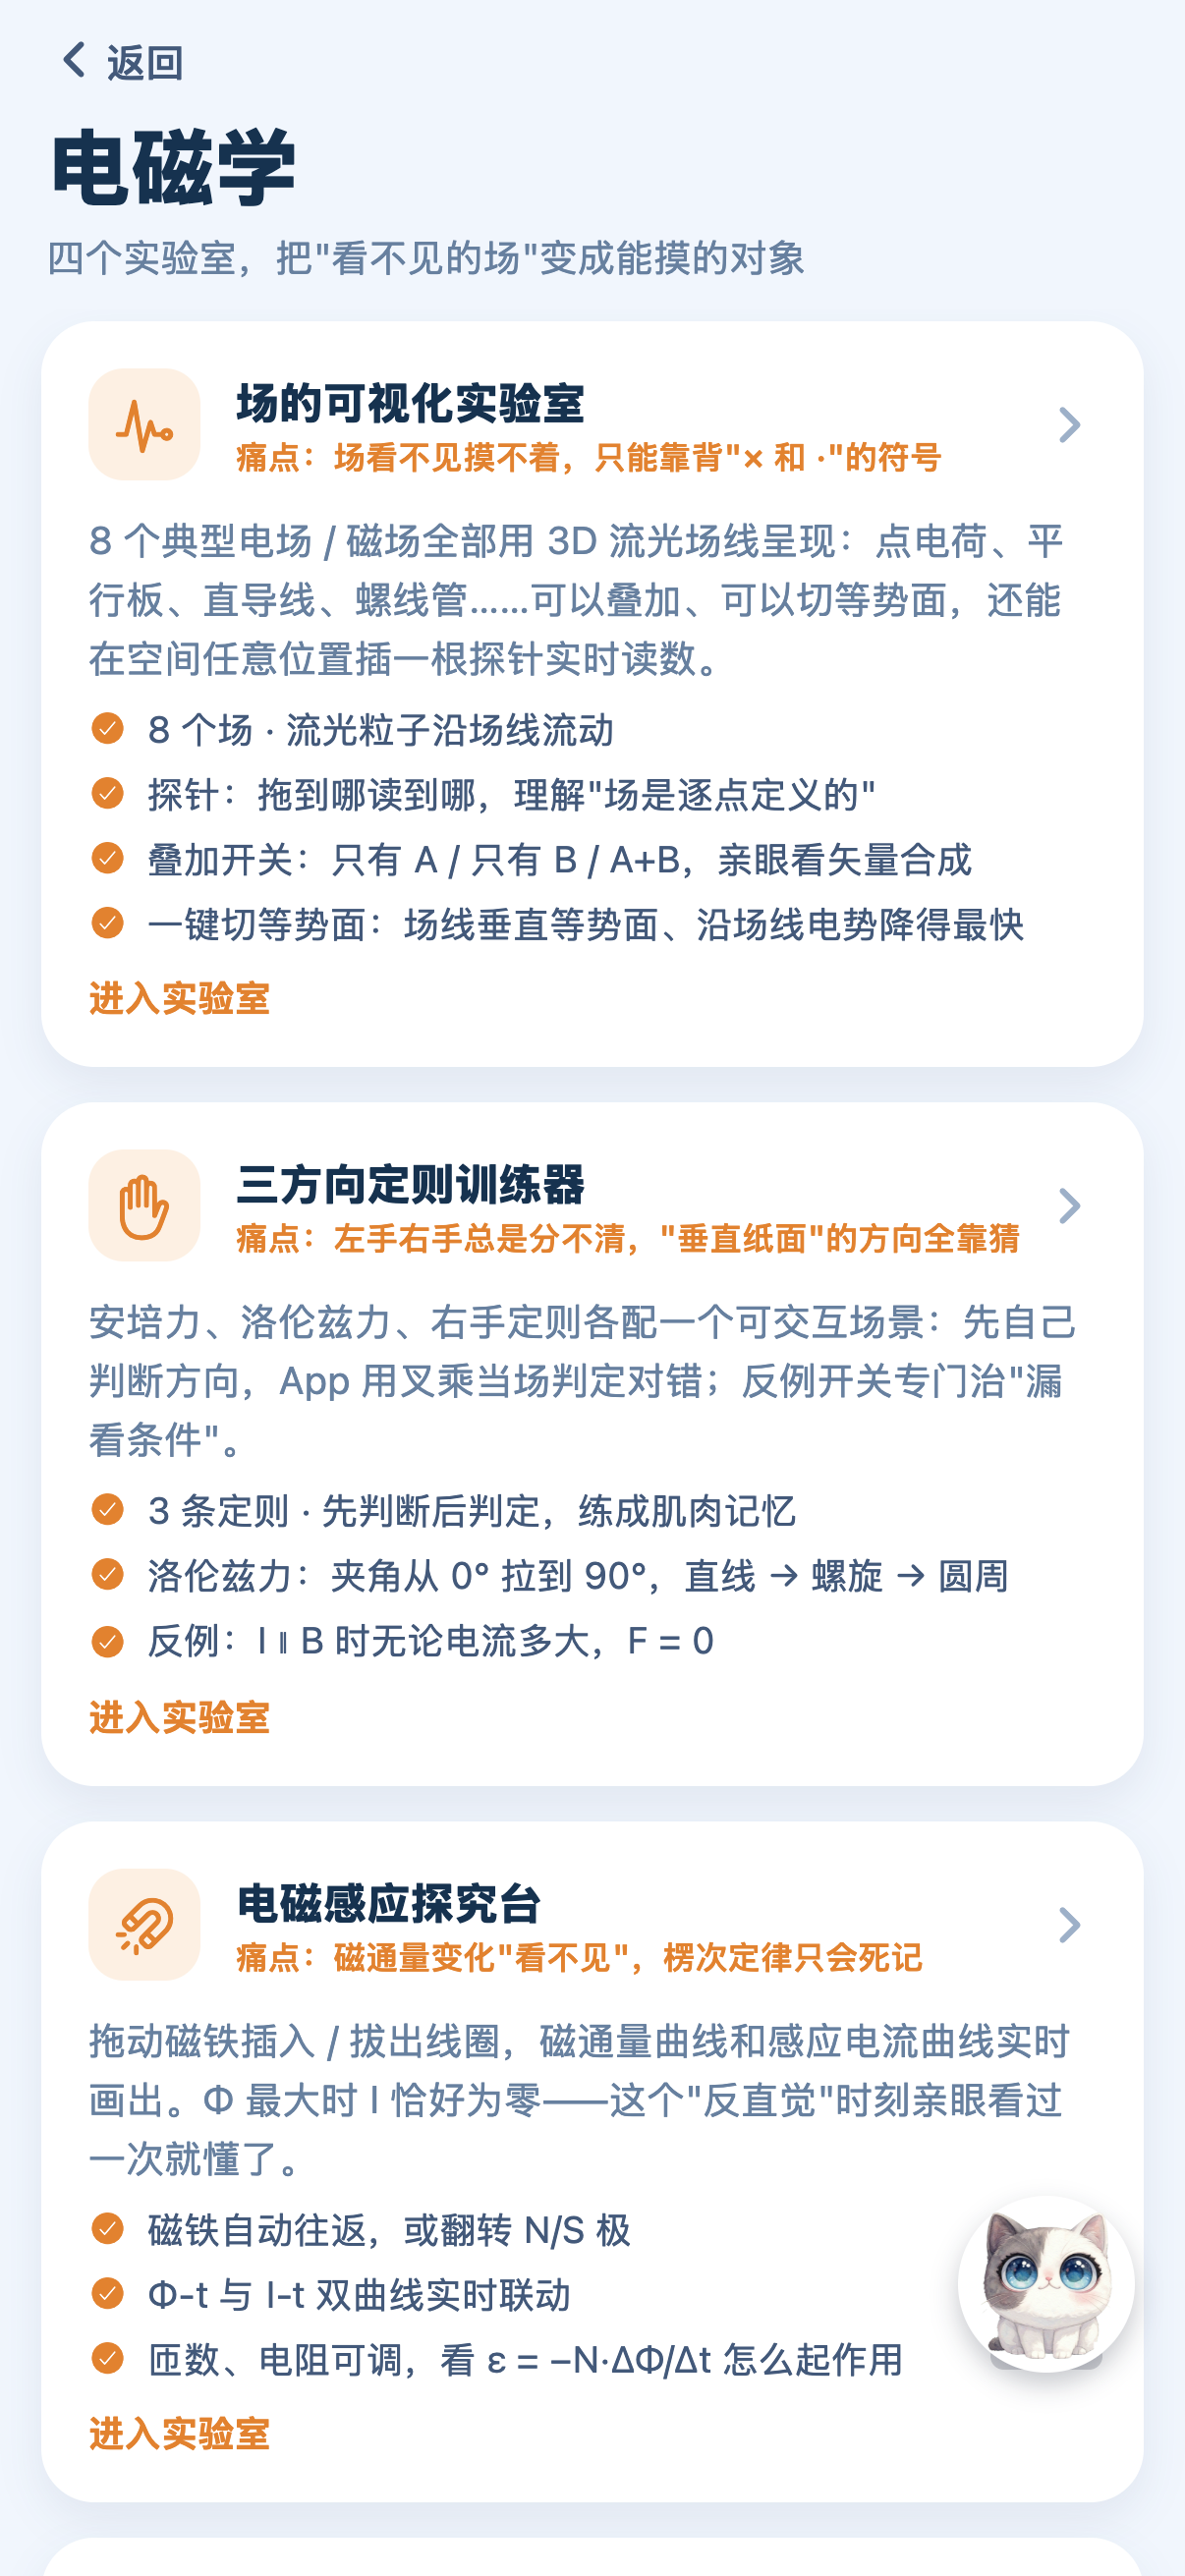 返回
电磁学
四个实验室，把"看不见的场"变成能摸的对象
场的可视化实验室
痛点：场看不见摸不着，只能靠背"× 和 ·"的符号
8 个典型电场 / 磁场全部用 3D 流光场线呈现：点电荷、平
行板、直导线、螺线管……可以叠加、可以切等势面，还能
在空间任意位置插一根探针实时读数。
8 个场 · 流光粒子沿场线流动
探针：拖到哪读到哪，理解"场是逐点定义的"
叠加开关：只有 A / 只有 B / A+B，亲眼看矢量合成
一键切等势面：场线垂直等势面、沿场线电势降得最快
进入实验室
三方向定则训练器
痛点：左手右手总是分不清，"垂直纸面"的方向全靠猜
安培力、洛伦兹力、右手定则各配一个可交互场景：先自己
判断方向，App 用叉乘当场判定对错；反例开关专门治"漏
看条件"。
3 条定则 · 先判断后判定，练成肌肉记忆
洛伦兹力：夹角从 0° 拉到 90°，直线 → 螺旋 → 圆周
反例：I ∥ B 时无论电流多大，F = 0
进入实验室
电磁感应探究台
痛点：磁通量变化"看不见"，楞次定律只会死记
拖动磁铁插入 / 拔出线圈，磁通量曲线和感应电流曲线实时
画出。Φ 最大时 I 恰好为零——这个"反直觉"时刻亲眼看过
一次就懂了。
磁铁自动往返，或翻转 N/S 极
Φ-t 与 I-t 双曲线实时联动
匝数、电阻可调，看 ε = −N·ΔΦ/Δt 怎么起作用
进入实验室